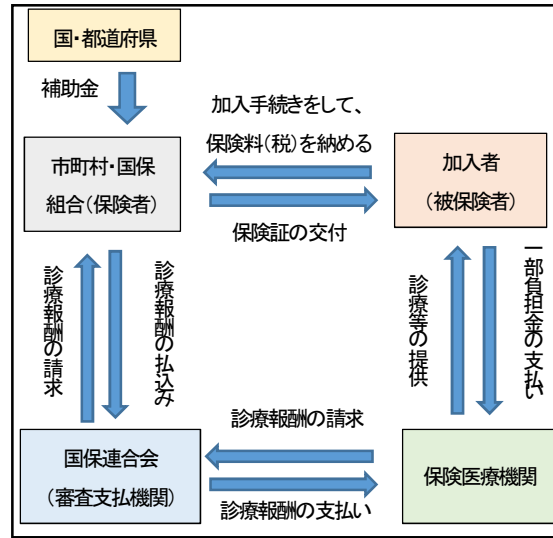 国・都道府県
補助金
加入手続きをして、
保険料（税）を納める
市町村・国保
組合（保険者）
加入者
（被保険者）
保険証の交付
診療報酬の請求
診療報酬の払込み
診療等の提供
一部負担金の支払い
診療報酬の請求
国保連合会
（審査支払機関）
保険医療機関
診療報酬の支払い